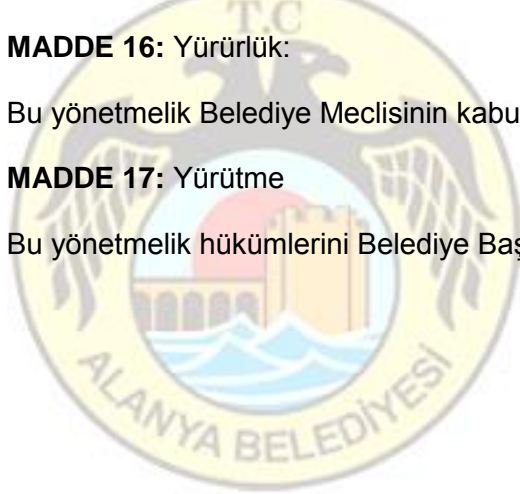 T.C
MADDE 16: Yürürlük:
Bu yönetmelik Belediye Meclisinin kabu
MADDE 17: Yürütme
Bu yönetmelik hükümlerini Belediye Baş
ALANYA BELEDİYESİ